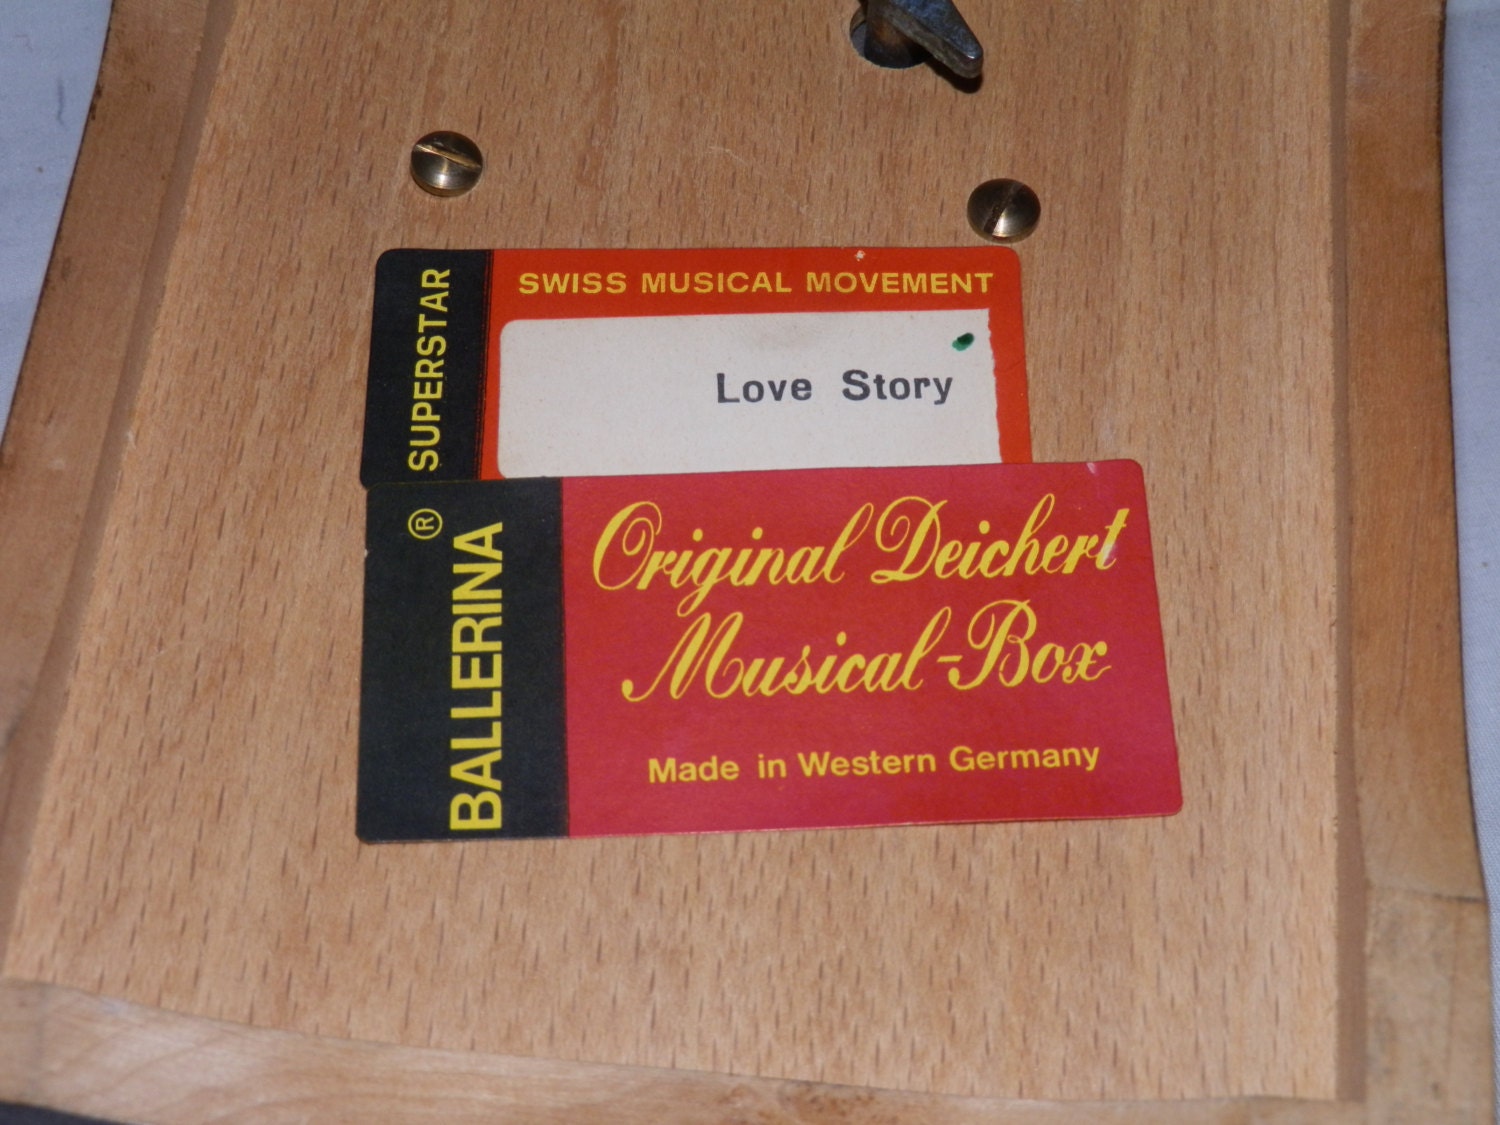 SUPERSTAR
SWISS MUSICAL MOVEMENT
Love Story
BALLERINA ®
Original Deichert
Musical-Box
Made in Western Germany